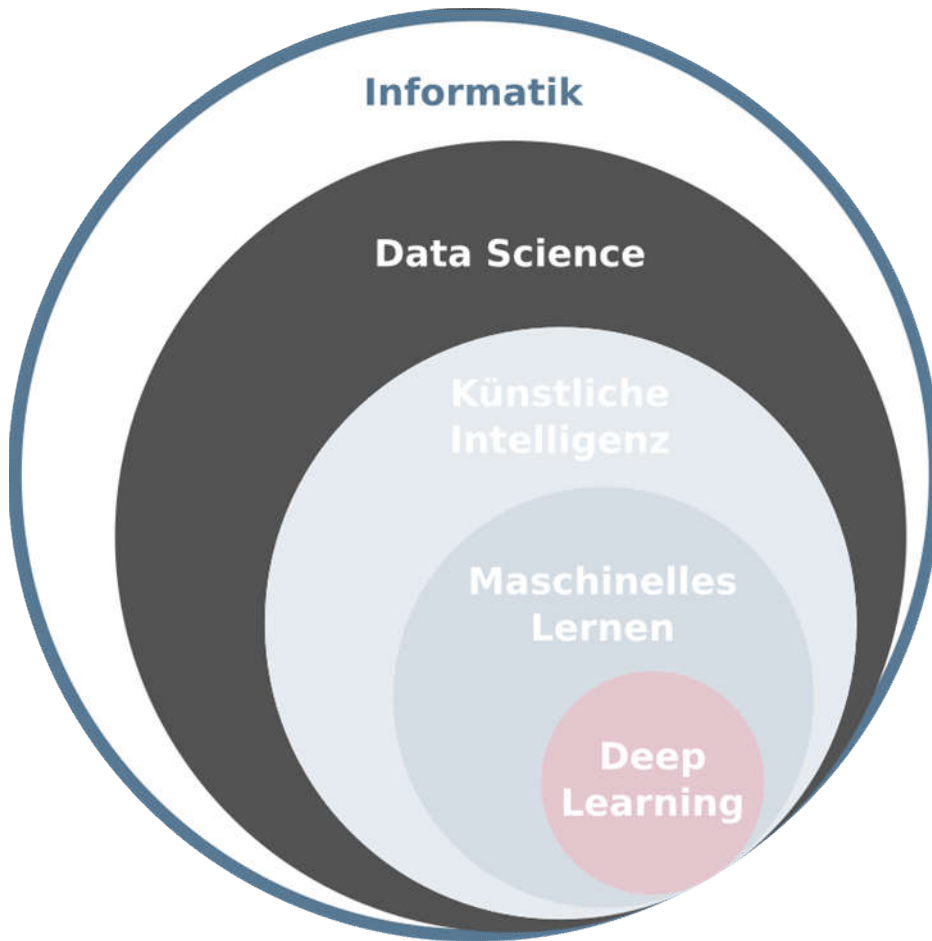 Informatik
Data Science
Künstliche
Intelligenz
Maschinelles
Lernen
Deep
Learning